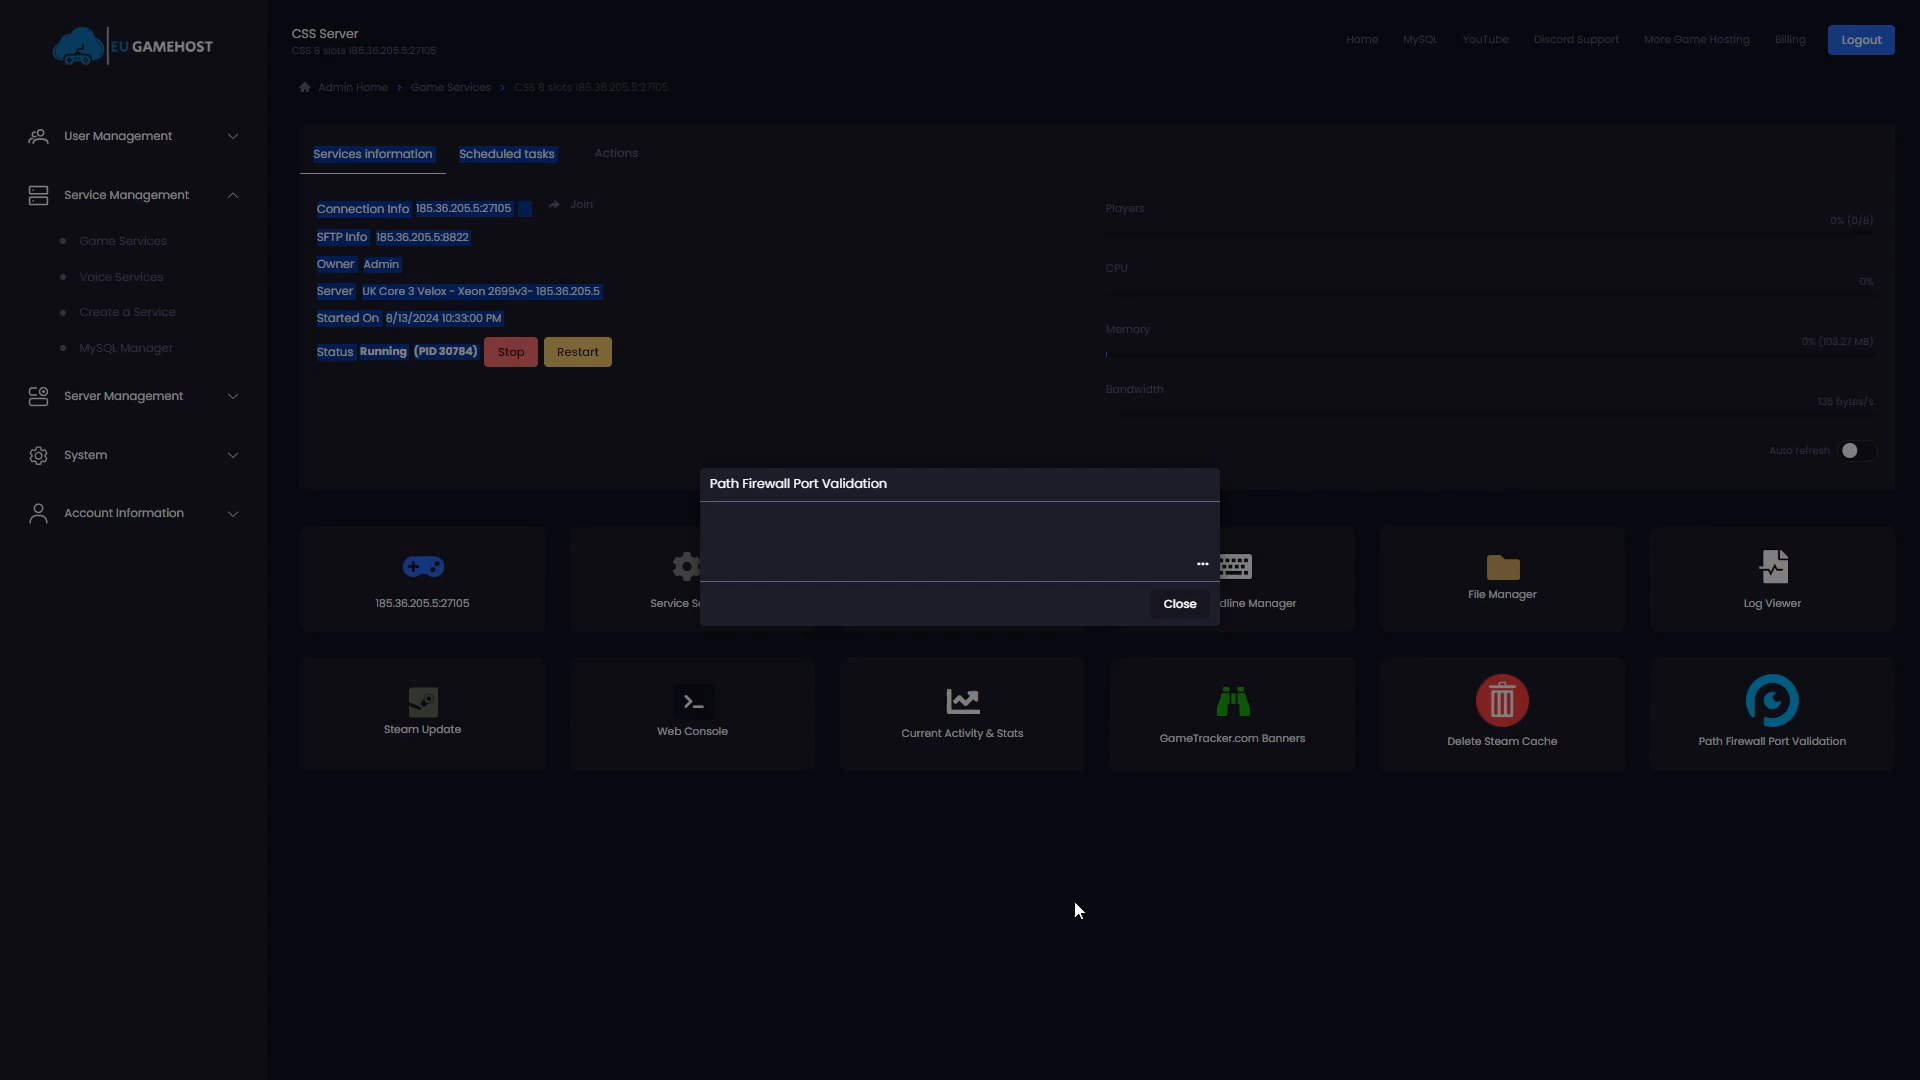 EU GAMEHOST
CSS Server
CSS 8 slots 185.36.205.5:27105
Home
MySQL
YouTube
Discord Support
More Game Hosting
Billing
Logout
Admin Home > Game Services > CSS 8 slots 185.36.205.5:27105
User Management
Service Management
Game Services
Voice Services
Create a Service
MySQL Manager
Server Management
System
Account Information
Services information
Scheduled tasks
Actions
Connection Info 185.36.205.5:27105 Join
SFTP Info 185.36.205.5:8822
Owner Admin
Server UK Core 3 Velox - Xeon 2699v3- 185.36.205.5
Started On 8/13/2024 10:33:00 PM
Status Running (PID 30784) Stop Restart
Players
0% (0/8)
CPU
0%
Memory
0% (103.27 MB)
Bandwidth
135 bytes/s
Auto refresh
Path Firewall Port Validation
...
Close
185.36.205.5:27105
Service S
dline Manager
File Manager
Log Viewer
Steam Update
Web Console
Current Activity & Stats
GameTracker.com Banners
Delete Steam Cache
Path Firewall Port Validation